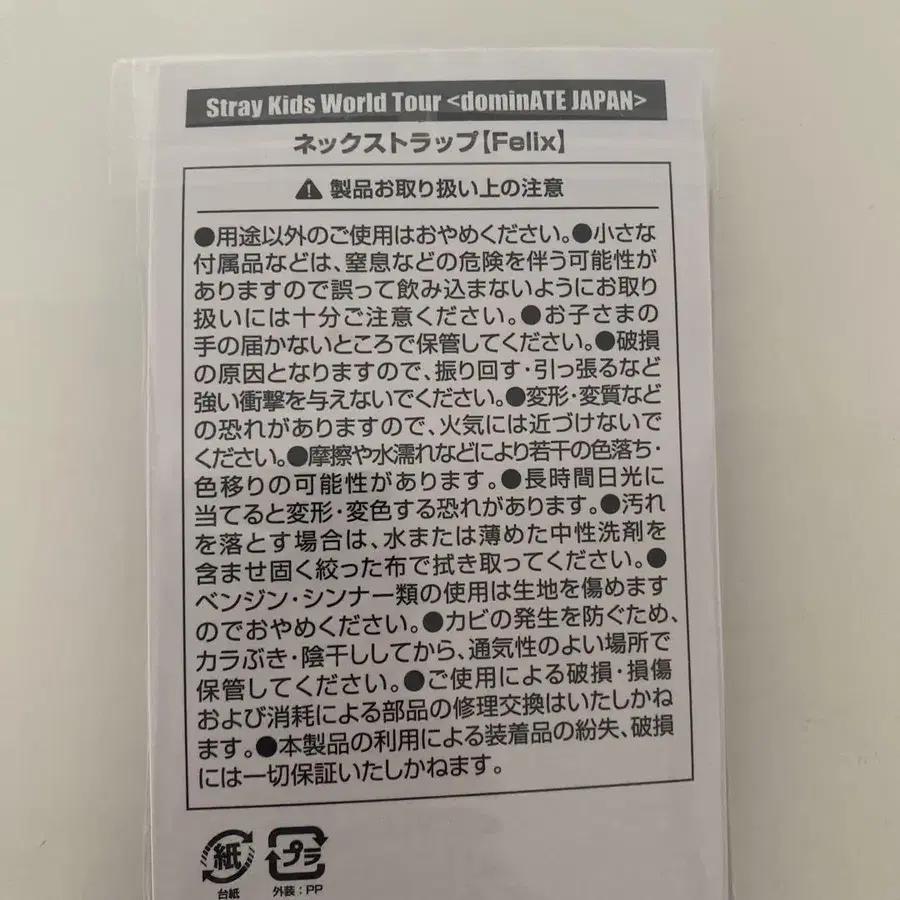 Stray Kids World Tour <dominATE JAPAN>
ネックストラップ【Felix】
製品お取り扱い上の注意
●用途以外のご使用はおやめください。●小さな
付属品などは、窒息などの危険を伴う可能性が
ありますので誤って飲み込まないようにお取り
扱いには十分ご注意ください。●お子さまの
手の届かないところで保管してください。●破損
の原因となりますので、振り回す・引っ張るなど
強い衝撃を与えないでください。●変形・変質など
の恐れがありますので、火気には近づけないで
ください。●摩擦や水濡れなどにより若干の色落ち・
色移りの可能性があります。●長時間日光に
当てると変形・変色する恐れがあります。●汚れ
を落とす場合は、水または薄めた中性洗剤を
含ませ固く絞った布で拭き取ってください。●
ベンジン・シンナー類の使用は生地を傷めます
のでおやめください。●カビの発生を防ぐため、
カラぶき・陰干ししてから、通気性のよい場所で
保管してください。●ご使用による破損・損傷
および消耗による部品の修理交換はいたしかね
ます。●本製品の利用による装着品の紛失、破損
には一切保証いたしかねます。
紙 プラ
台紙 外装:PP